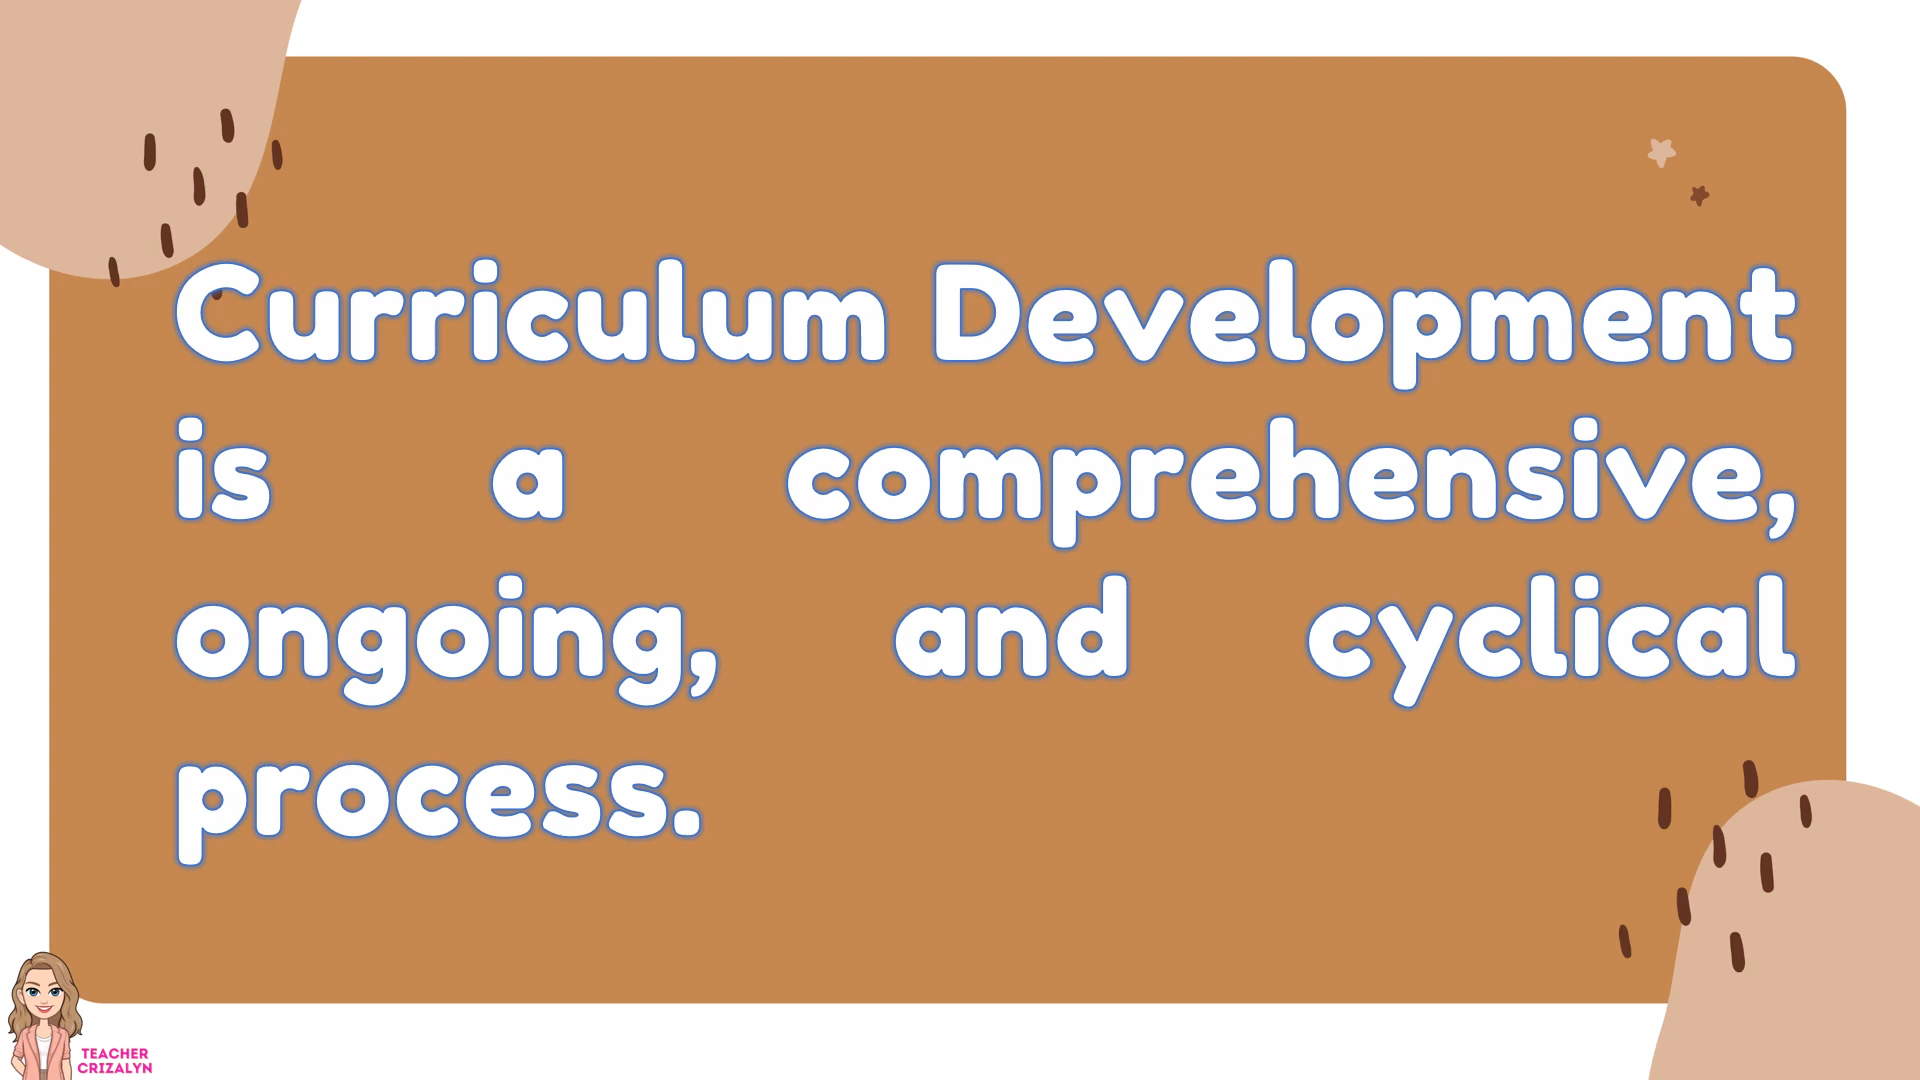 Curriculum Development
is a comprehensive,
ongoing, and cyclical
process.
TEACHER
CRIZALYN